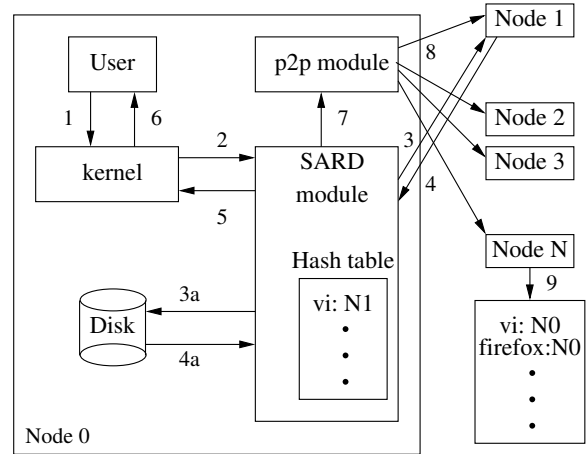 Node 1
8
User
p2p module
1
6
7
3
Node 2
2
SARD
module
Node 3
kernel
4
5
Hash table
Node N
9
3a
vi: N1
Disk
vi: N0
firefox:N0
4a
Node 0